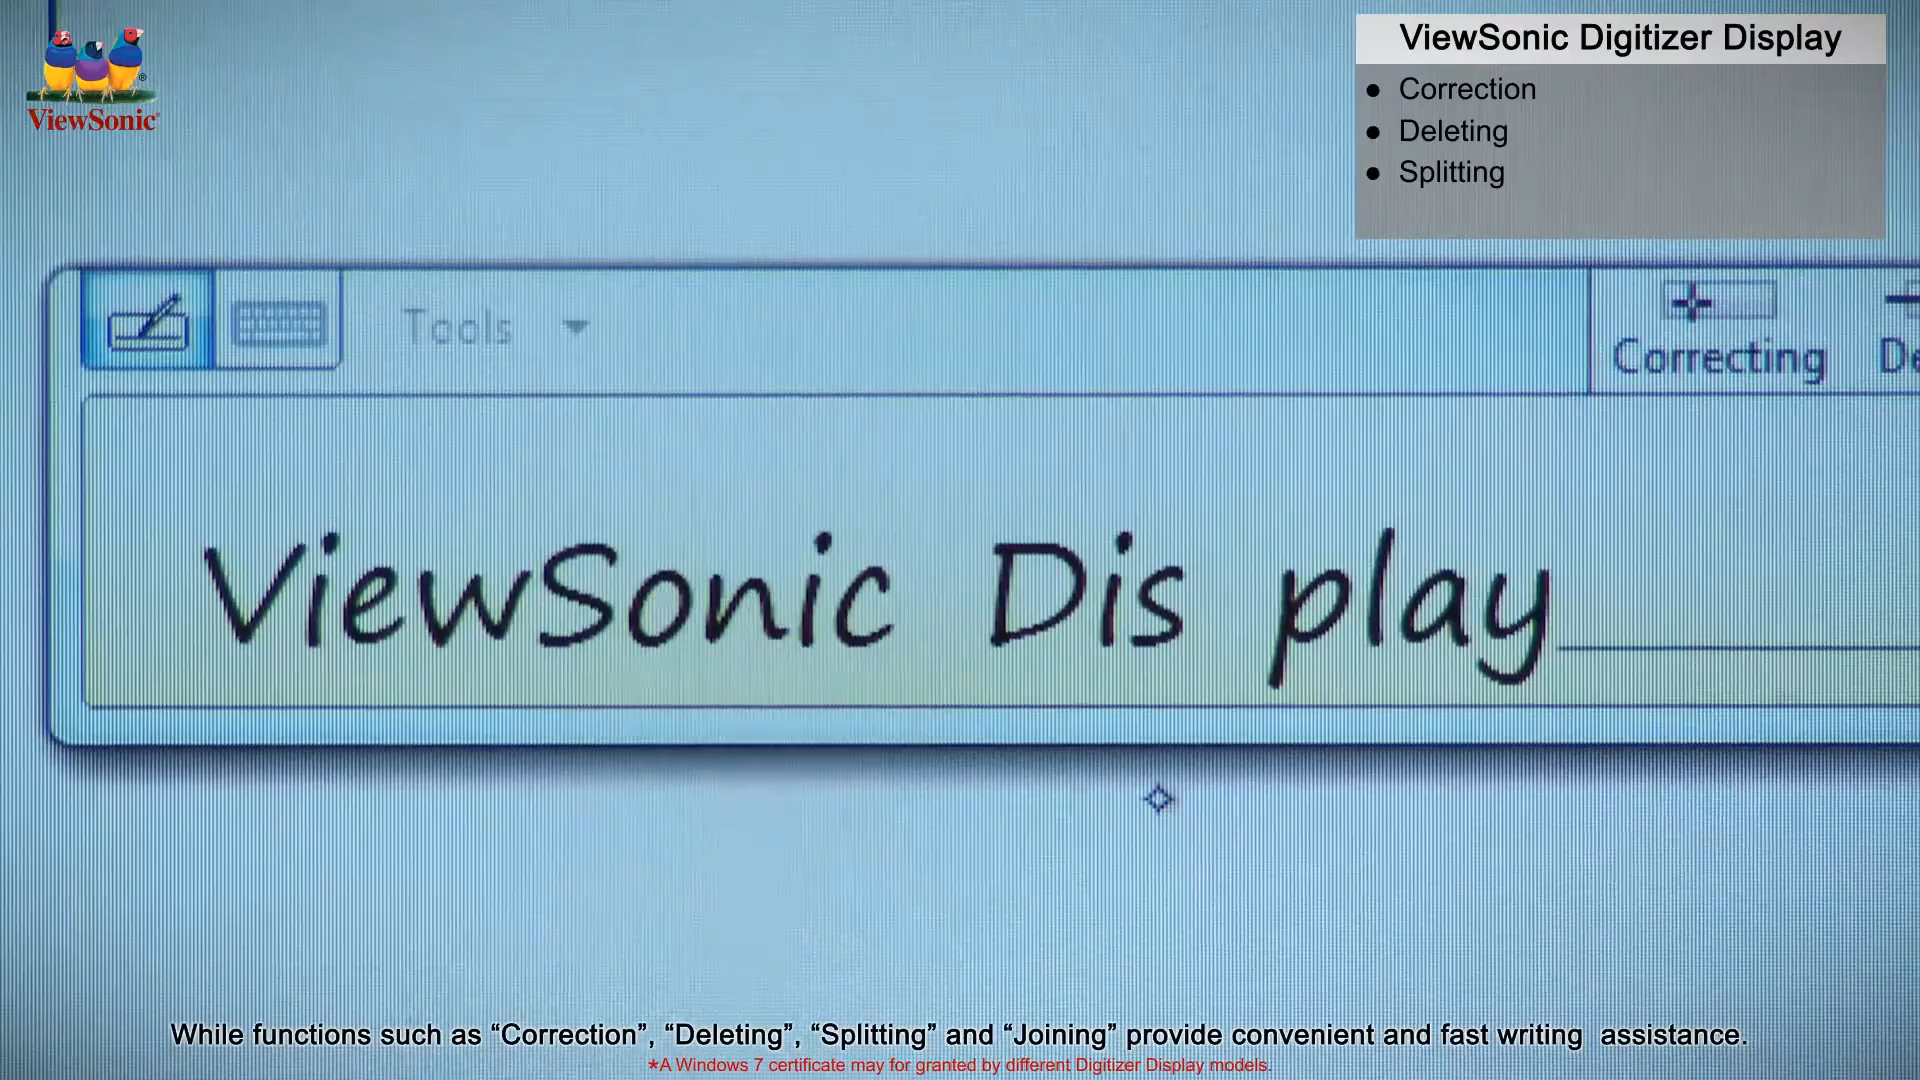 ViewSonic
ViewSonic Digitizer Display
• Correction
• Deleting
• Splitting
Tools
Correcting
ViewSonic Dis play
While functions such as “Correction”, “Deleting”, “Splitting” and “Joining” provide convenient and fast writing assistance.
*A Windows 7 certificate may for granted by different Digitizer Display models.